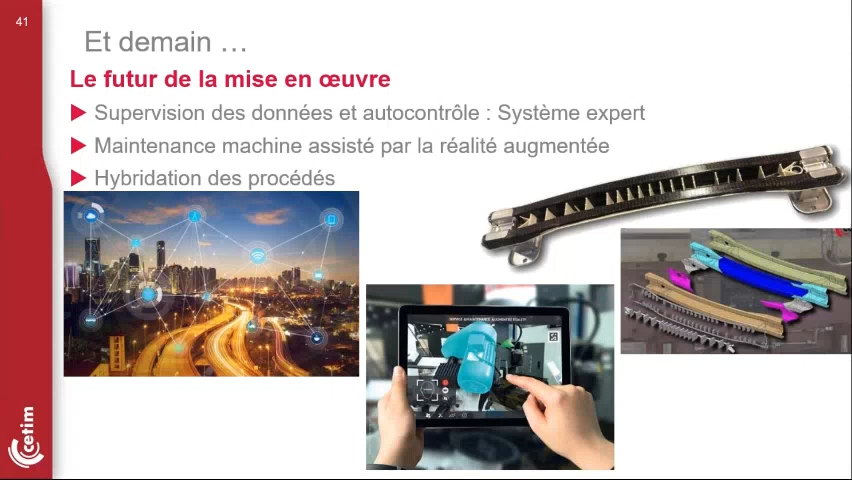 41
Et demain …
Le futur de la mise en œuvre
Supervision des données et autocontrôle : Système expert
Maintenance machine assisté par la réalité augmentée
Hybridation des procédés
cetim